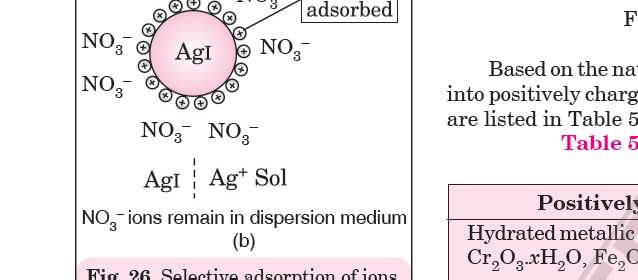 adsorbed
NO₃⁻
AgI
NO₃⁻
NO₃⁻
NO₃⁻ NO₃⁻
AgI Ag⁺ Sol
NO₃⁻ ions remain in dispersion medium
(b)
Fig. 26. Selective adsorption of ions
F
Based on the nat
into positively charg
are listed in Table 5
Table 5
Positively
Hydrated metallic
Cr₂O₃.xH₂O, Fe₂O